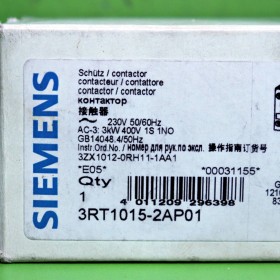 SIEMENS
Schütz / contactor
contacteur / contattore
contactor / contactor
контактор
接触器
230V 50/60Hz
AC-3: 3kW 400V 1S 1NO
GB14048.4/50Hz
Instr.Ord.No./ номер для рук.по экспл. 操作指南订货号
3ZX1012-0RH11-1AA1
*E05* *00031155*
Qty
1
4 011209 296398
3RT1015-2AP01